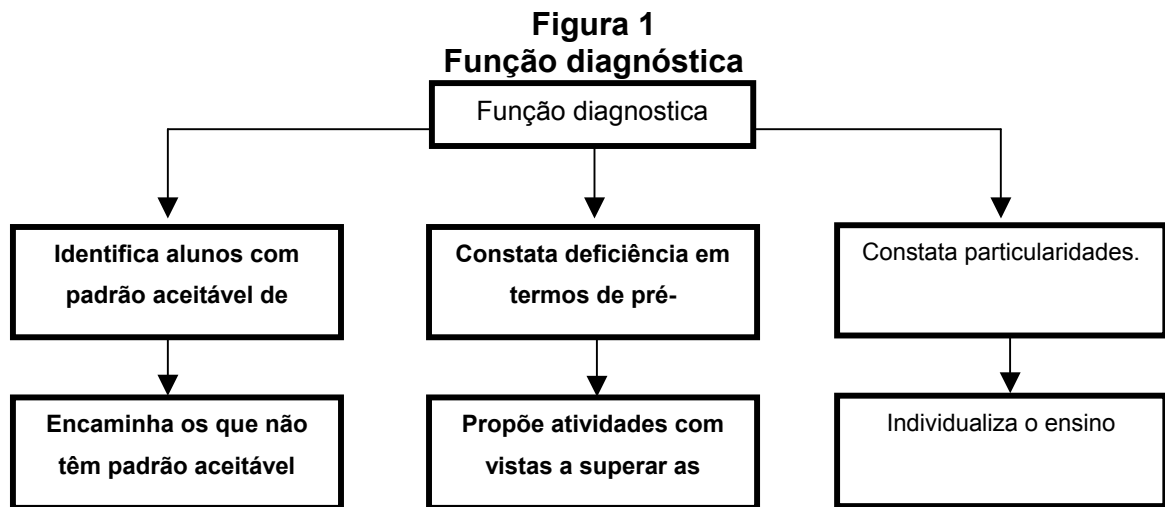 Figura 1
Função diagnóstica
Função diagnostica
Identifica alunos com
padrão aceitável de
Constata deficiência em
termos de pré-
Constata particularidades.
Encaminha os que não
têm padrão aceitável
Propõe atividades com
vistas a superar as
Individualiza o ensino